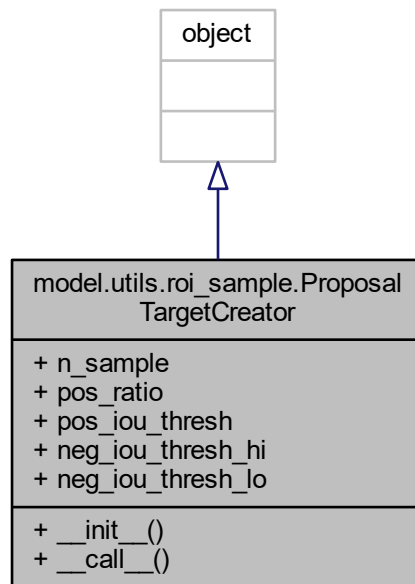 object
model.utils.roi_sample.Proposal
TargetCreator
+ n_sample
+ pos_ratio
+ pos_iou_thresh
+ neg_iou_thresh_hi
+ neg_iou_thresh_lo
+ __init__()
+ __call__()